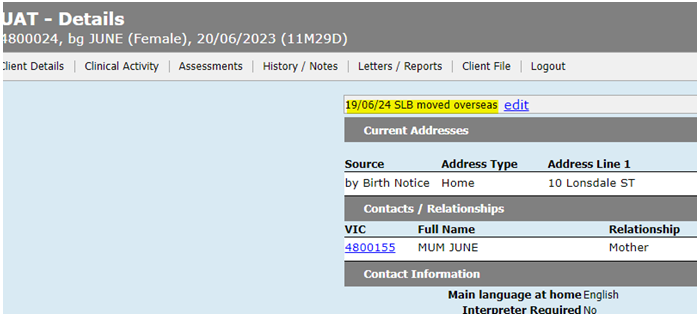 UAT - Details
4800024, bg JUNE (Female), 20/06/2023 (11M29D)
Client Details | Clinical Activity | Assessments | History / Notes | Letters / Reports | Client File | Logout
19/06/24 SLB moved overseas edit
Current Addresses
Source Address Type Address Line 1
by Birth Notice Home 10 Lonsdale ST
Contacts / Relationships
VIC Full Name Relationship
4800155 MUM JUNE Mother
Contact Information
Main language at home English
Interpreter Required No